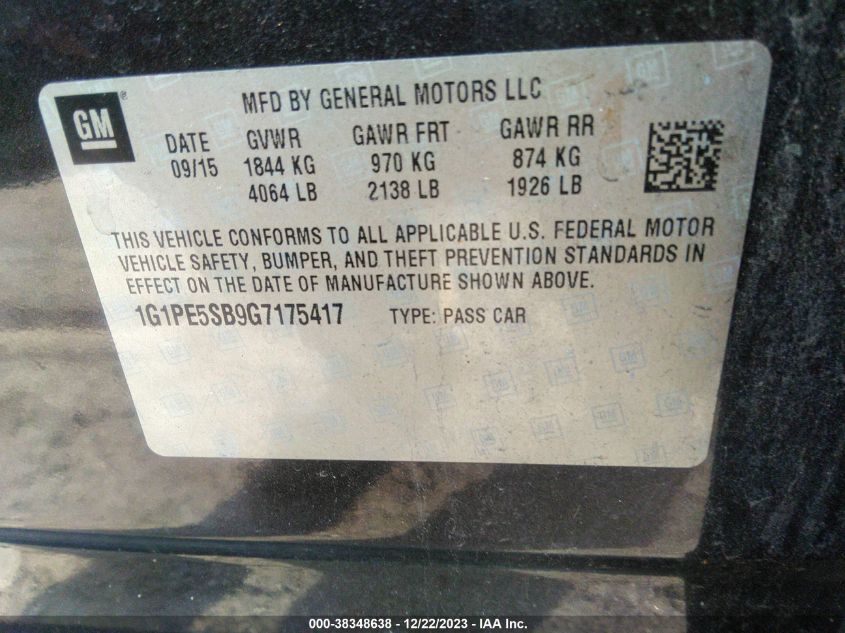 GM
®
MFD BY GENERAL MOTORS LLC
DATE GVWR GAWR FRT GAWR RR
09/15 1844 KG 970 KG 874 KG
4064 LB 2138 LB 1926 LB
THIS VEHICLE CONFORMS TO ALL APPLICABLE U.S. FEDERAL MOTOR
VEHICLE SAFETY, BUMPER, AND THEFT PREVENTION STANDARDS IN
EFFECT ON THE DATE OF MANUFACTURE SHOWN ABOVE.
1G1PE5SB9G7175417 TYPE: PASS CAR
000-38348638 - 12/22/2023 - IAA Inc.